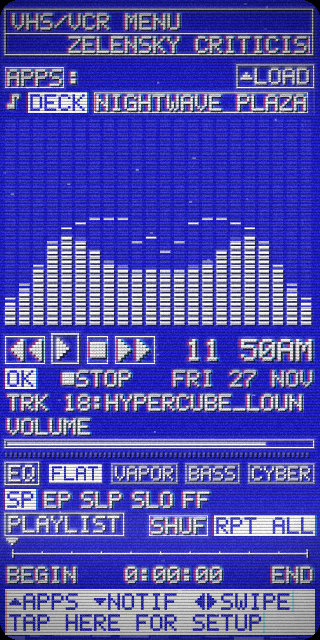 VHS/VCR MENU
ZELENSKY CRITICIS
APPS: LOAD
DECK NIGHTWAVE PLAZA
11 50AM
OK STOP FRI 27 NOV
TRK 18:HYPERCUBE_LOUN
VOLUME
EQ FLAT VAPOR BASS CYBER
SP EP SLP SLO FF
PLAYLIST SHUF RPT ALL
BEGIN 0:00:00 END
APPS NOTIF SWIPE
TAP HERE FOR SETUP